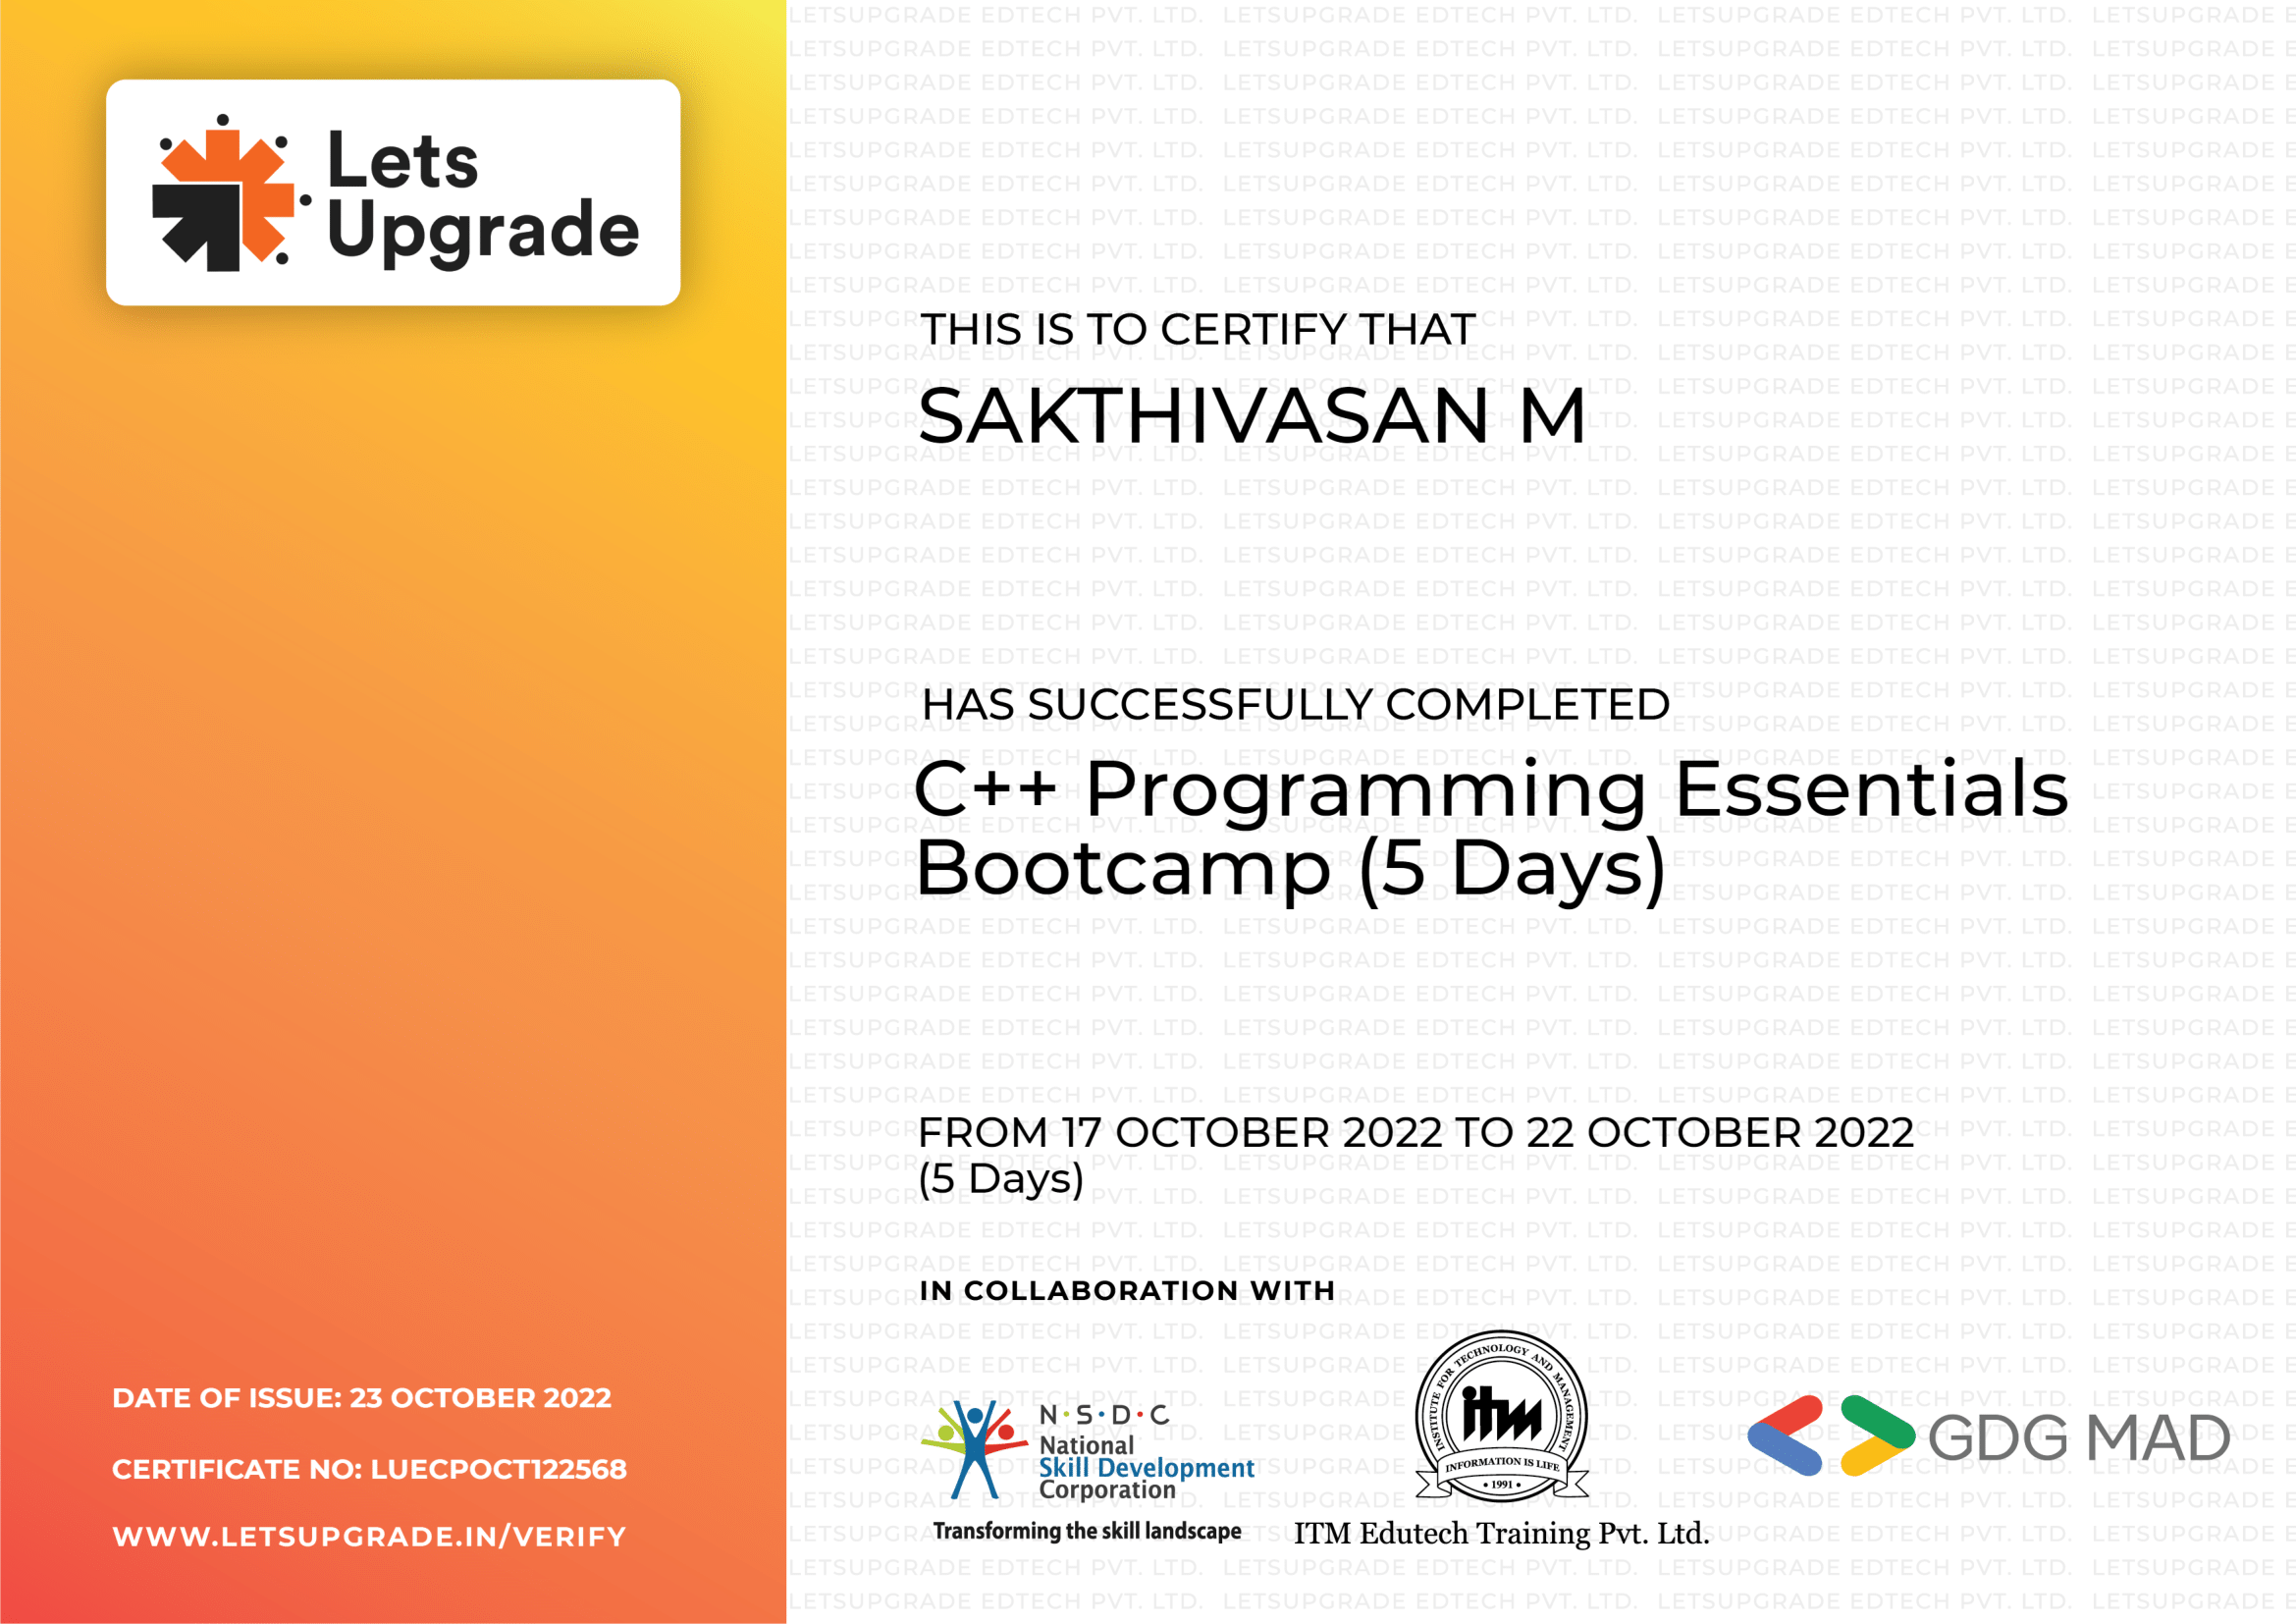 Lets
Upgrade
THIS IS TO CERTIFY THAT
SAKTHIVASAN M
HAS SUCCESSFULLY COMPLETED
C++ Programming Essentials
Bootcamp (5 Days)
FROM 17 OCTOBER 2022 TO 22 OCTOBER 2022
(5 Days)
IN COLLABORATION WITH
N·S·D·C
National
Skill Development
Corporation
Transforming the skill landscape
INSTITUTE FOR TECHNOLOGY AND MANAGEMENT
itm
INFORMATION IS LIFE
• 1991 •
ITM Edutech Training Pvt. Ltd.
GDG MAD
DATE OF ISSUE: 23 OCTOBER 2022
CERTIFICATE NO: LUECPOCT122568
WWW.LETSUPGRADE.IN/VERIFY
LETSUPGRADE EDTECH PVT. LTD.